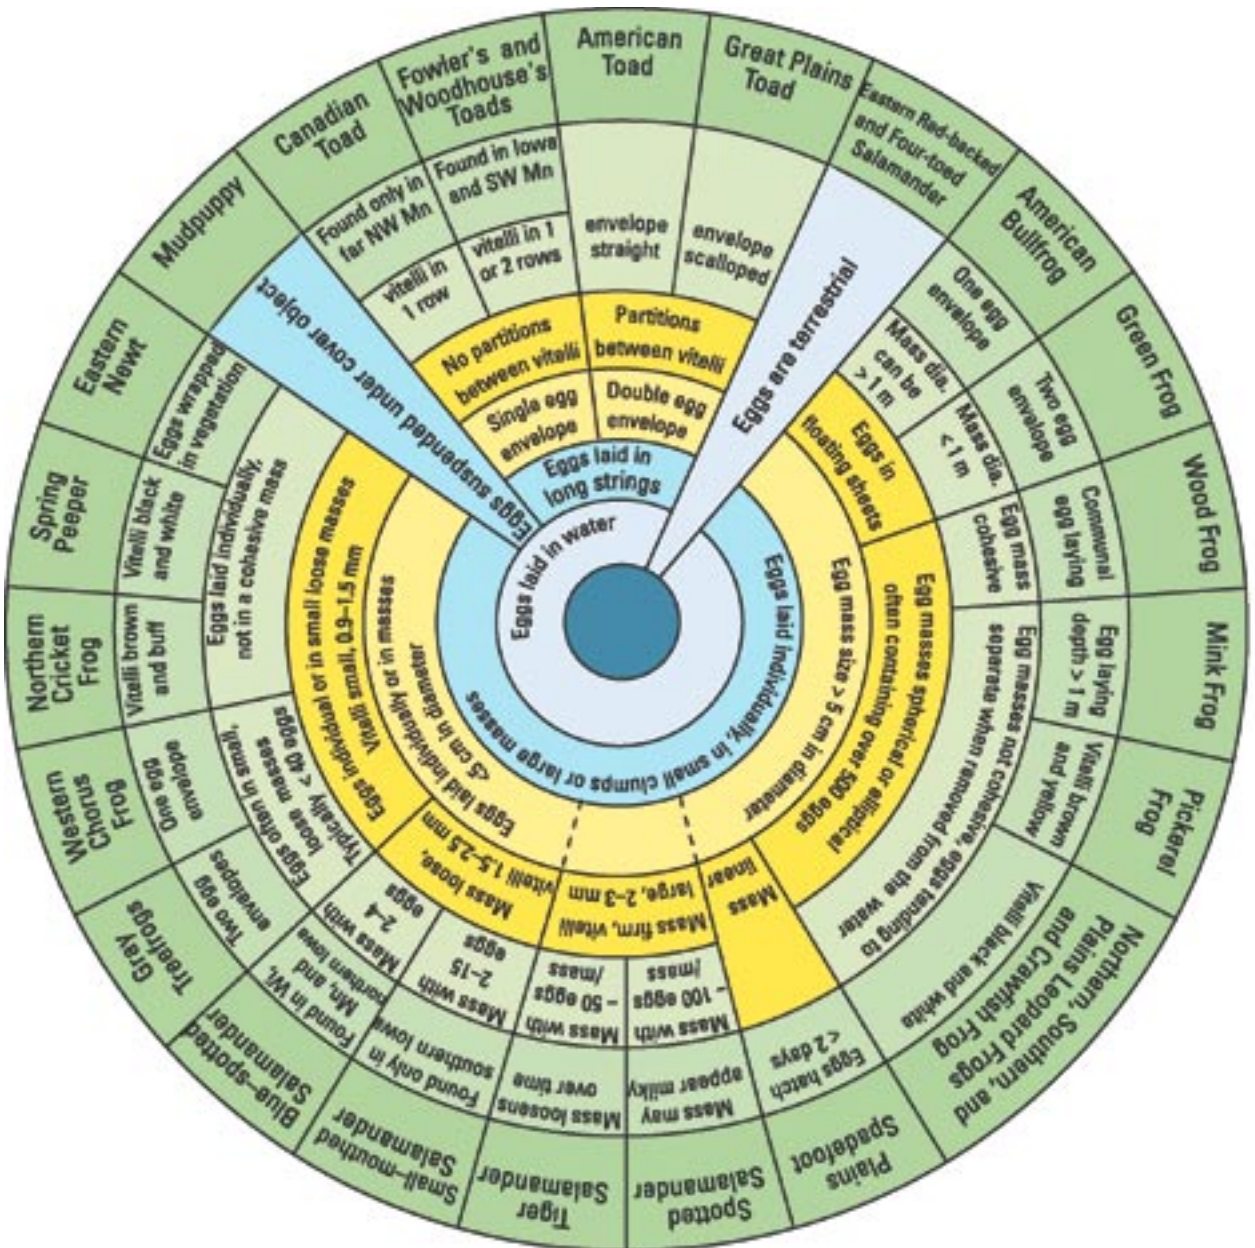 American
Toad
Great Plains
Toad
Eastern Red-backed
and Four-toed
Salamander
American
Bullfrog
Green Frog
Wood Frog
Mink Frog
Pickerel
Frog
Northern, Southern, and
Plains Leopard Frogs
and Crawfish Frog
Plains
Spadefoot
Spotted
Salamander
Tiger
Salamander
Small-mouthed
Salamander
Blue-spotted
Salamander
Gray
Treefrogs
Western
Chorus
Frog
Northern
Cricket
Frog
Spring
Peeper
Eastern
Newt
Mudpuppy
Canadian
Toad
Fowler's and
Woodhouse's
Toads
Found only in
far NW Mn
Found in Iowa
and SW Mn
vitelli in
1 row
vitelli in 1
or 2 rows
envelope
straight
envelope
scalloped
No partitions
between vitelli
Partitions
between vitelli
Single egg
envelope
Double egg
envelope
Eggs laid in
long strings
Eggs are terrestrial
Eggs suspended under cover object
Eggs laid in water
Eggs laid individually, in small clumps or large masses
One egg
envelope
Two egg
envelope
Mass dia.
can be
> 1 m
Mass dia.
< 1 m
Eggs in
floating sheets
Communal
egg laying
Egg mass
cohesive
Egg laying
depth > 1 m
Vitelli brown
and yellow
Vitelli black and white
Egg masses not cohesive, eggs tending to
separate when removed from the water
Egg masses spherical or elliptical
often containing over 500 eggs
Egg mass size > 5 cm in diameter
Mass
linear
Eggs hatch
< 2 days
Mass may
appear milky
Mass with
~ 100 eggs
/mass
Mass loosens
over time
Mass with
~ 50 eggs
/mass
Mass firm, vitelli
large, 2–3 mm
Found only in
southern Iowa
Mass with
2–15
eggs
Found in WI,
Mn, and
northern Iowa
Mass with
2–4
eggs
Mass loose,
vitelli 1.5–2.5 mm
Two egg
envelopes
One egg
envelope
Eggs often in small,
loose masses.
Typically < 40 eggs
Vitelli brown
and buff
Vitelli black
and white
Eggs wrapped
in vegetation
Eggs laid individually,
not in a cohesive mass
Eggs individual or in small loose masses
Vitelli small, 0.9–1.5 mm
Eggs laid individually or in masses
<5 cm in diameter